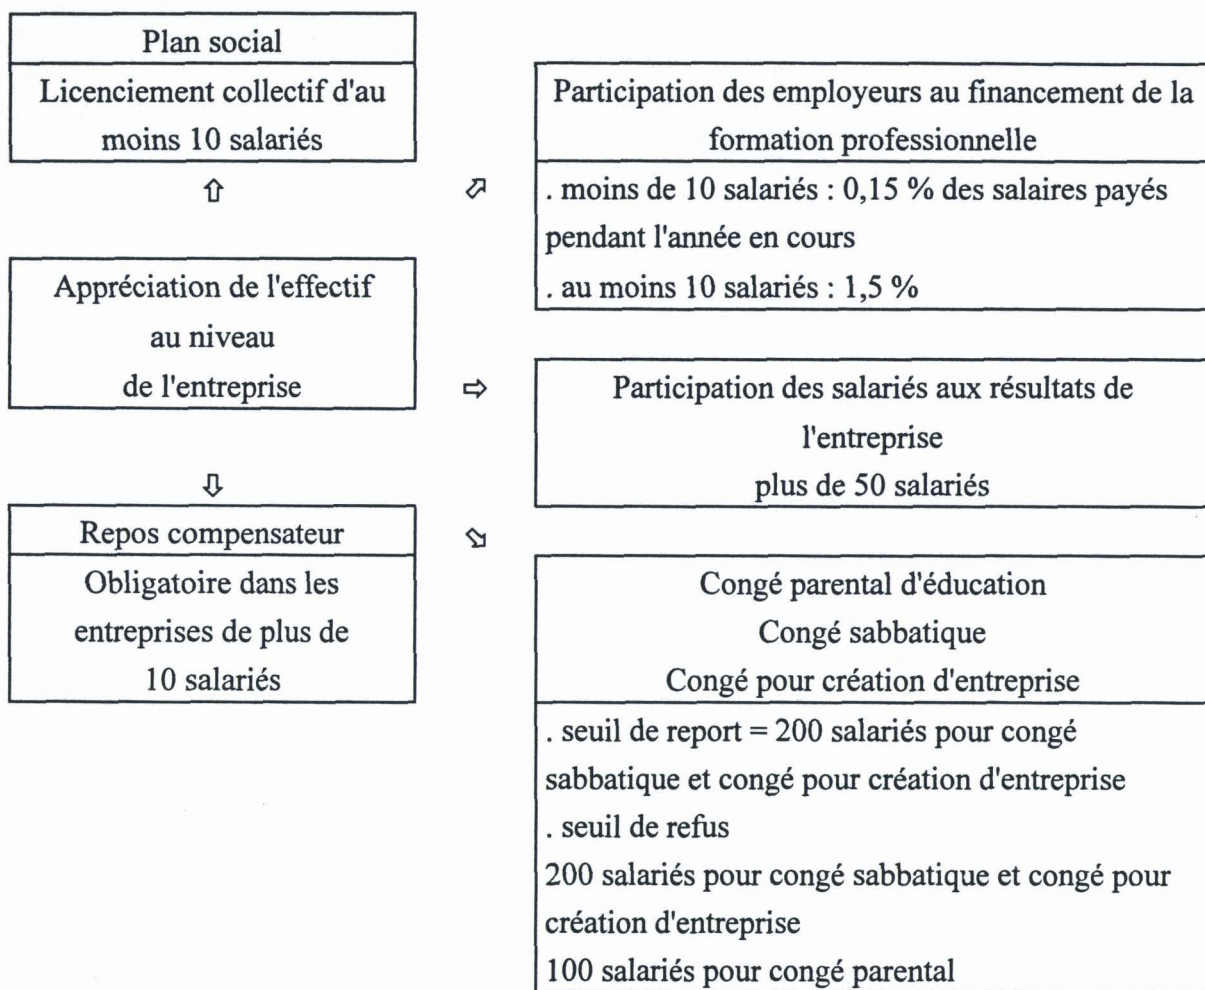 Plan social
Licenciement collectif d'au
moins 10 salariés
Participation des employeurs au financement de la
formation professionnelle
. moins de 10 salariés : 0,15 % des salaires payés
pendant l'année en cours
. au moins 10 salariés : 1,5 %
Appréciation de l'effectif
au niveau
de l'entreprise
Participation des salariés aux résultats de
l'entreprise
plus de 50 salariés
Repos compensateur
Obligatoire dans les
entreprises de plus de
10 salariés
Congé parental d'éducation
Congé sabbatique
Congé pour création d'entreprise
. seuil de report = 200 salariés pour congé
sabbatique et congé pour création d'entreprise
. seuil de refus
200 salariés pour congé sabbatique et congé pour
création d'entreprise
100 salariés pour congé parental